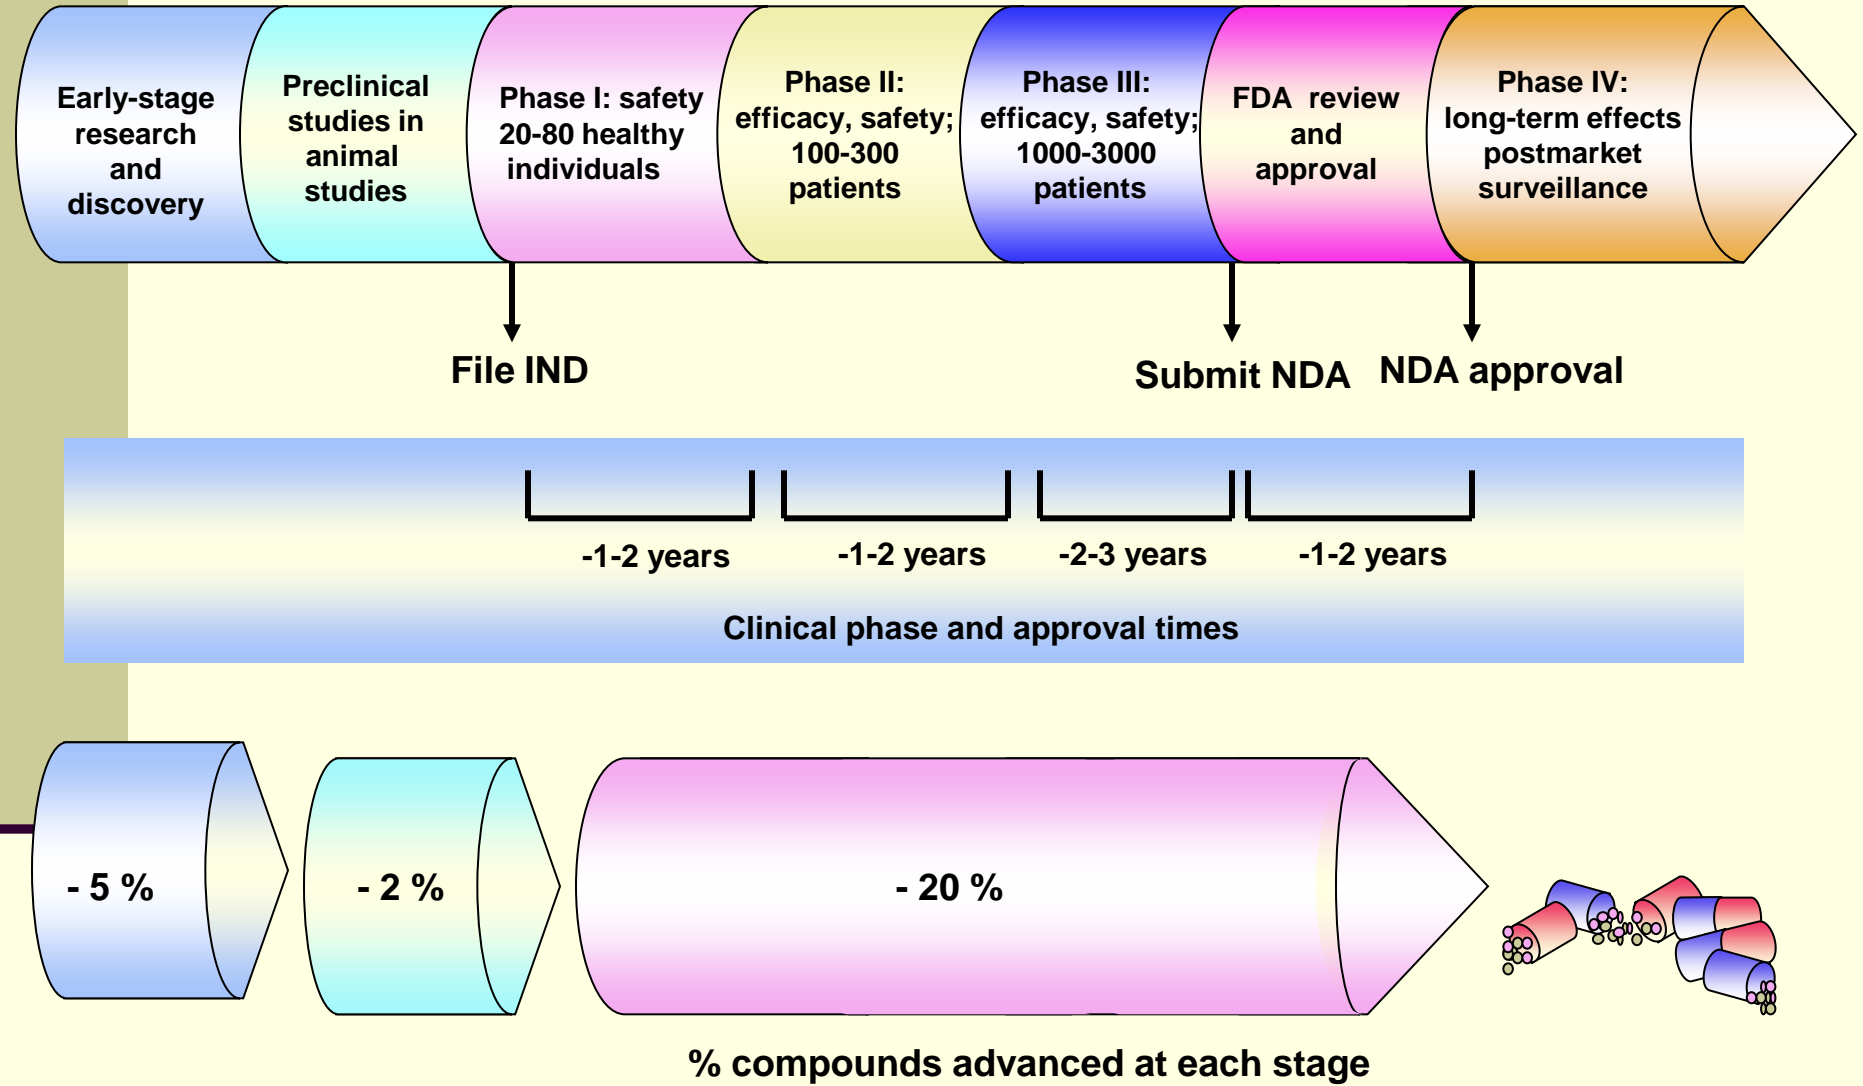 Early-stage
research
and
discovery
Preclinical
studies in
animal
studies
Phase I: safety
20-80 healthy
individuals
Phase II:
efficacy, safety;
100-300
patients
Phase III:
efficacy, safety;
1000-3000
patients
FDA review
and
approval
Phase IV:
long-term effects
postmarket
surveillance
File IND
Submit NDA
NDA approval
-1-2 years
-1-2 years
-2-3 years
-1-2 years
Clinical phase and approval times
- 5 %
- 2 %
- 20 %
% compounds advanced at each stage